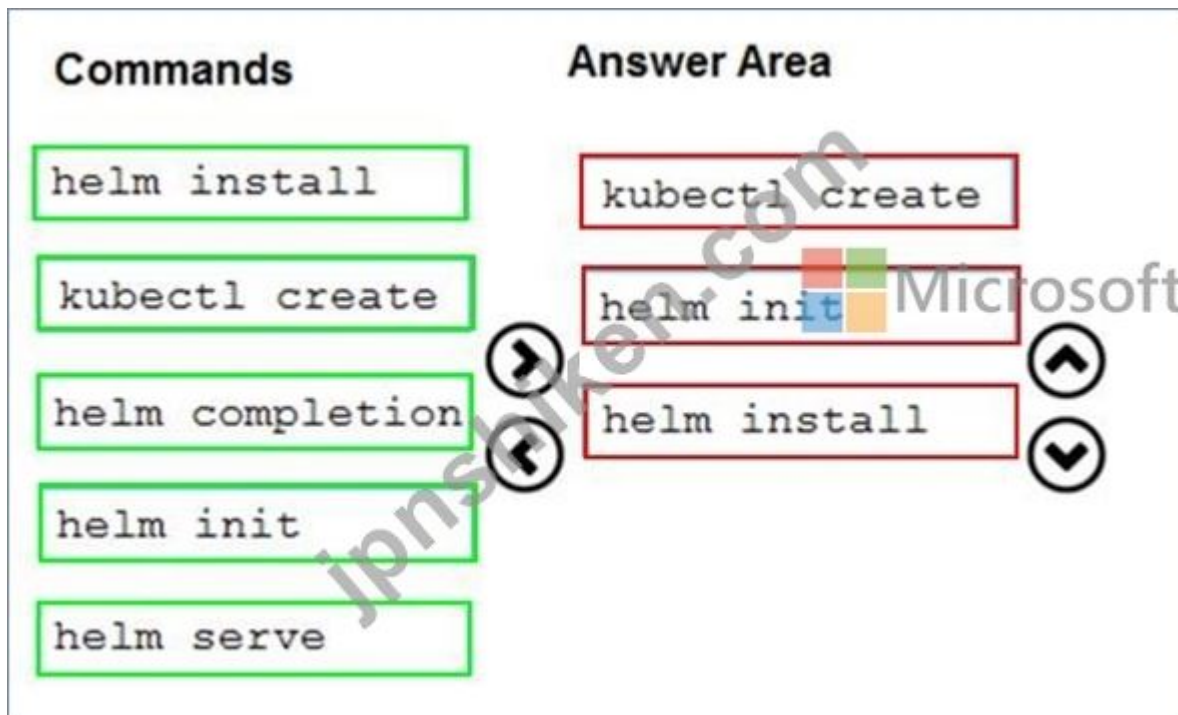 Commands
helm install
kubectl create
helm completion
helm init
helm serve
Answer Area
kubectl create
helm init
helm install
Microsoft
jpnshiken.com